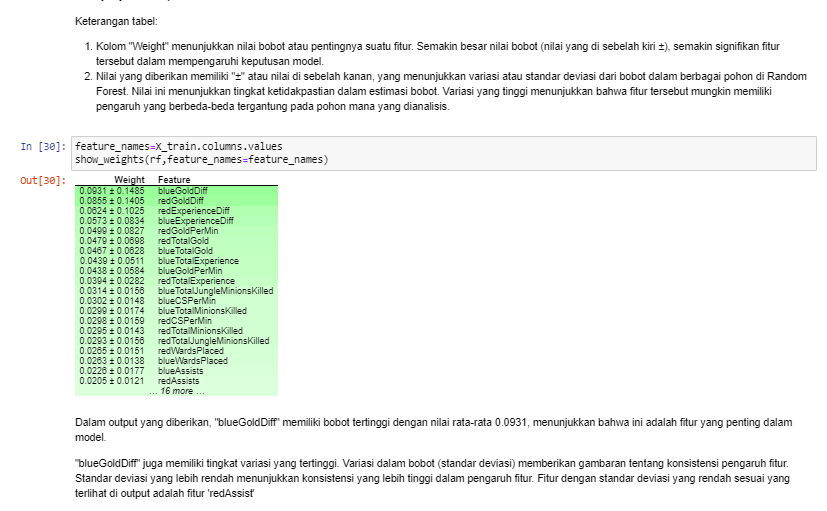 Keterangan tabel:
1. Kolom "Weight" menunjukkan nilai bobot atau pentingnya suatu fitur. Semakin besar nilai bobot (nilai yang di sebelah kiri ±), semakin signifikan fitur
tersebut dalam mempengaruhi keputusan model.
2. Nilai yang diberikan memiliki "±" atau nilai di sebelah kanan, yang menunjukkan variasi atau standar deviasi dari bobot dalam berbagai pohon di Random
Forest. Nilai ini menunjukkan tingkat ketidakpastian dalam estimasi bobot. Variasi yang tinggi menunjukkan bahwa fitur tersebut mungkin memiliki
pengaruh yang berbeda-beda tergantung pada pohon mana yang dianalisis.
In [30]: feature_names=X_train.columns.values
show_weights(rf,feature_names=feature_names)
Out[30]: Weight Feature
0.0931 ± 0.1485 blueGoldDiff
0.0855 ± 0.1405 redGoldDiff
0.0624 ± 0.1025 redExperienceDiff
0.0573 ± 0.0834 blueExperienceDiff
0.0499 ± 0.0827 redGoldPerMin
0.0479 ± 0.0698 redTotalGold
0.0467 ± 0.0628 blueTotalGold
0.0439 ± 0.0511 blueTotalExperience
0.0438 ± 0.0584 blueGoldPerMin
0.0394 ± 0.0282 redTotalExperience
0.0314 ± 0.0156 blueTotalJungleMinionsKilled
0.0302 ± 0.0148 blueCSPerMin
0.0299 ± 0.0174 blueTotalMinionsKilled
0.0298 ± 0.0159 redCSPerMin
0.0295 ± 0.0143 redTotalMinionsKilled
0.0293 ± 0.0156 redTotalJungleMinionsKilled
0.0265 ± 0.0151 redWardsPlaced
0.0263 ± 0.0138 blueWardsPlaced
0.0226 ± 0.0177 blueAssists
0.0205 ± 0.0121 redAssists
… 16 more …
Dalam output yang diberikan, "blueGoldDiff" memiliki bobot tertinggi dengan nilai rata-rata 0.0931, menunjukkan bahwa ini adalah fitur yang penting dalam
model.
"blueGoldDiff" juga memiliki tingkat variasi yang tertinggi. Variasi dalam bobot (standar deviasi) memberikan gambaran tentang konsistensi pengaruh fitur.
Standar deviasi yang lebih rendah menunjukkan konsistensi yang lebih tinggi dalam pengaruh fitur. Fitur dengan standar deviasi yang rendah sesuai yang
terlihat di output adalah fitur 'redAssist'